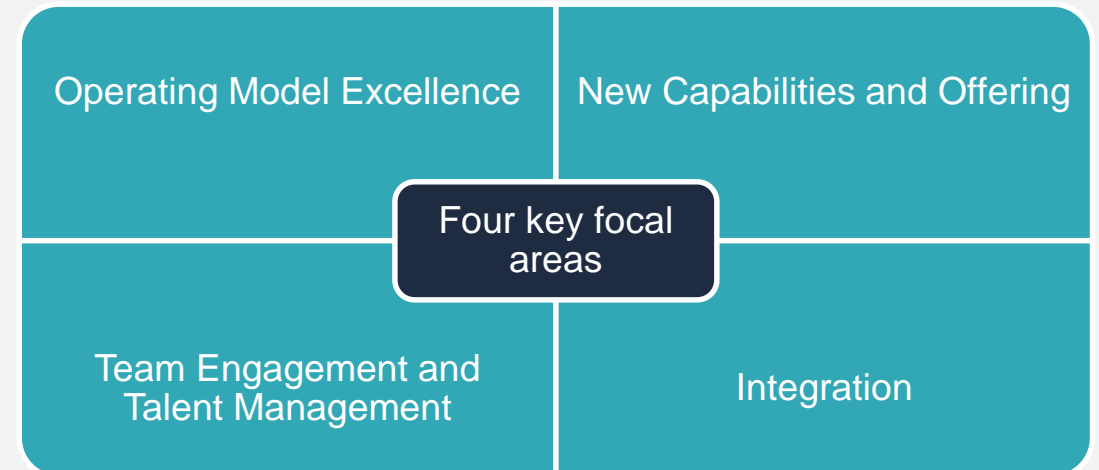 Operating Model Excellence
New Capabilities and Offering
Four key focal
areas
Team Engagement and
Talent Management
Integration